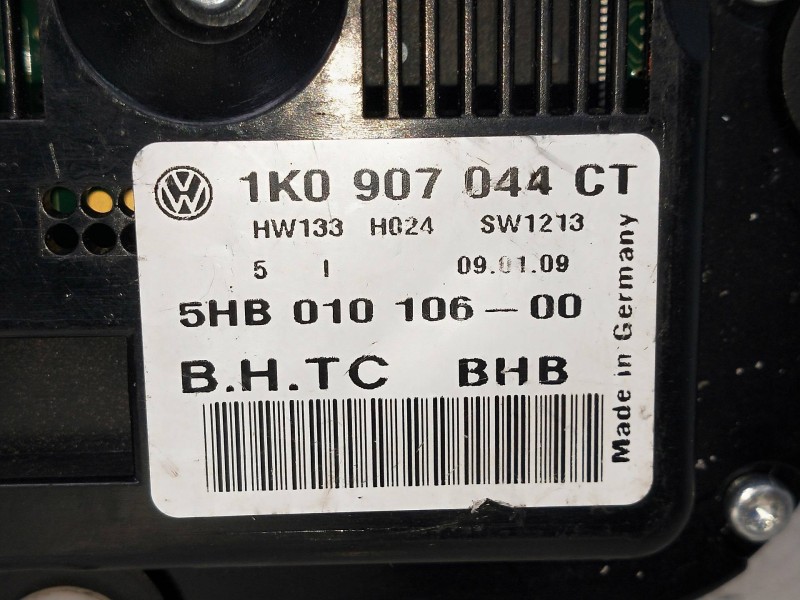 1K0 907 044 CT
HW133 H024 SW1213
5 I 09.01.09
5HB 010 106-00
B.H.TC BHB
Made in Germany